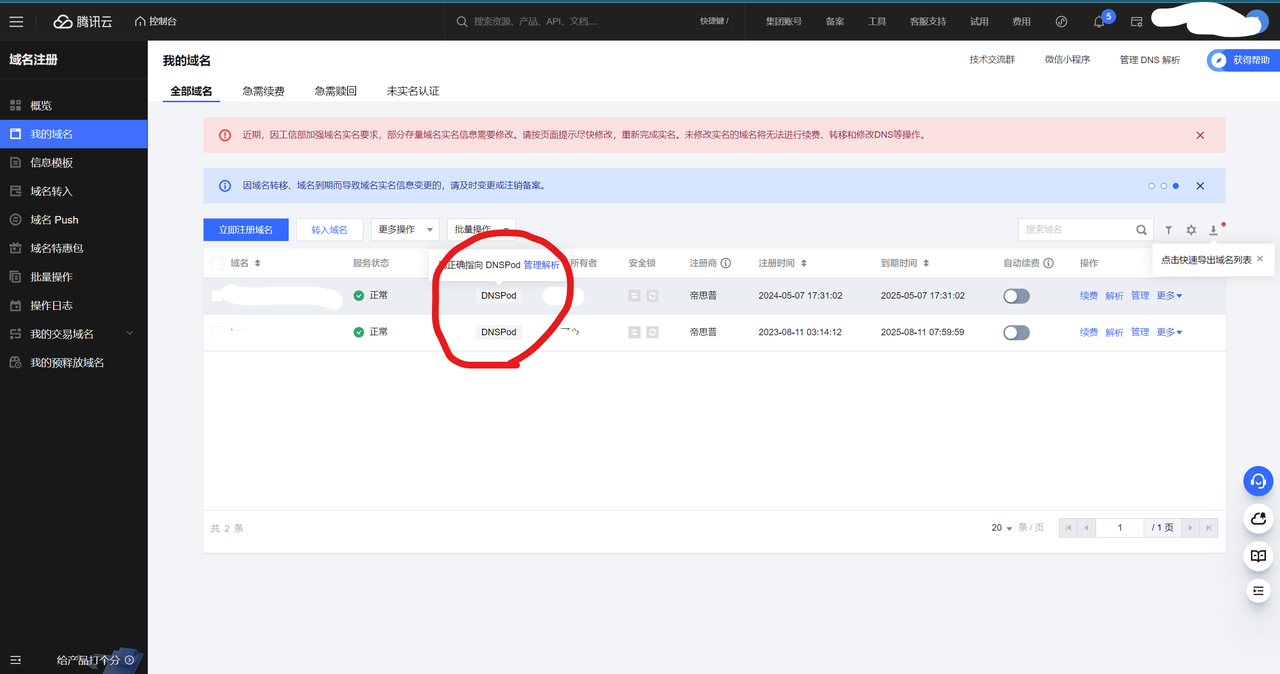 腾讯云 控制台 搜索资源、产品、API、文档.... 快捷键 / 集团账号 备案 工具 客服支持 试用 费用 5
域名注册
概览
我的域名
信息模板
域名转入
域名 Push
域名特惠包
批量操作
操作日志
我的交易域名
我的预释放域名
给产品打个分
我的域名 技术交流群 微信小程序 管理 DNS 解析 获得帮助
全部域名 急需续费 急需赎回 未实名认证
近期，因工信部加强域名实名要求，部分存量域名实名信息需要修改。请按页面提示尽快修改，重新完成实名。未修改实名的域名将无法进行续费、转移和修改DNS等操作。
因域名转移、域名到期而导致域名实名信息变更的，请及时变更或注销备案。
立即注册域名 转入域名 更多操作 批量操作 搜索域名
点击快速导出域名列表
域名 服务状态 正确指向 DNSPod 管理解析 所有者 安全锁 注册商 注册时间 到期时间 自动续费 操作
正常 DNSPod 帝思普 2024-05-07 17:31:02 2025-05-07 17:31:02 续费 解析 管理 更多
正常 DNSPod 帝思普 2023-08-11 03:14:12 2025-08-11 07:59:59 续费 解析 管理 更多
共 2 条 20 条 / 页 1 / 1 页